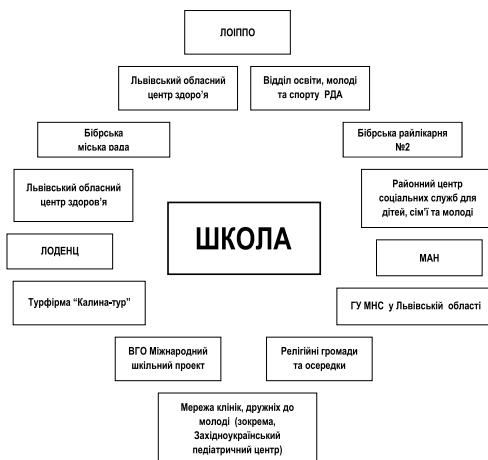 ЛОІППО
Львівський обласний
центр здоро'я
Відділ освіти, молоді
та спорту РДА
Бібрська
міська рада
Бібрська райлікарня
№2
Львівський обласний
центр здоров'я
Районний центр
соціальних служб для
дітей, сім'ї та молоді
ШКОЛА
ЛОДЕНЦ
МАН
Турфірма “Калина-тур”
ГУ МНС у Львівській області
ВГО Міжнародний
шкільний проект
Релігійні громади
та осередки
Мережа клінік, дружніх до
молоді (зокрема,
Західноукраїнський
педіатричний центр)